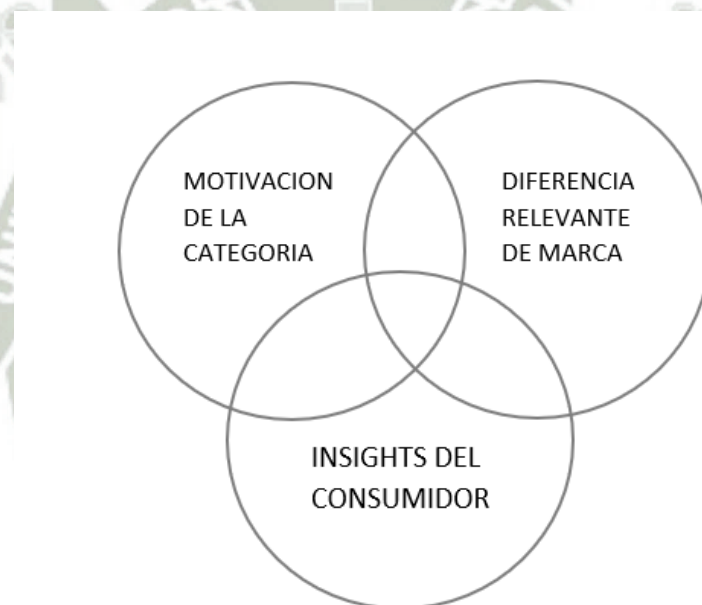 MOTIVACION
DE LA
CATEGORIA
DIFERENCIA
RELEVANTE
DE MARCA
INSIGHTS DEL
CONSUMIDOR